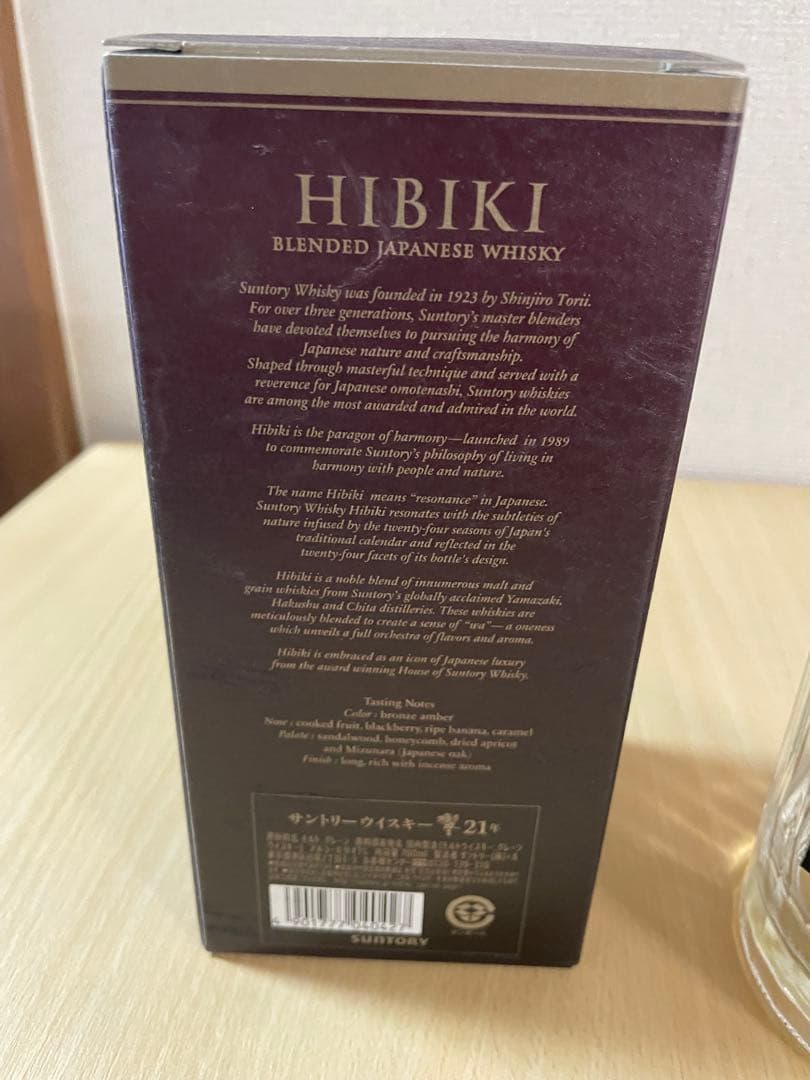 HIBIKI
BLENDED JAPANESE WHISKY
Suntory Whisky was founded in 1923 by Shinjiro Torii.
For over three generations, Suntory's master blenders
have devoted themselves to pursuing the harmony of
Japanese nature and craftsmanship.
Shaped through masterful technique and served with a
reverence for Japanese omotenashi, Suntory whiskies
are among the most awarded and admired in the world.
Hibiki is the paragon of harmony—launched in 1989
to commemorate Suntory's philosophy of living in
harmony with people and nature.
The name Hibiki means “resonance” in Japanese.
Suntory Whisky Hibiki resonates with the subtleties of
nature infused by the twenty-four seasons of Japan's
traditional calendar and reflected in the
twenty-four facets of its bottle's design.
Hibiki is a noble blend of innumerous malt and
grain whiskies from Suntory's globally acclaimed Yamazaki,
Hakushu and Chita distilleries. These whiskies are
meticulously blended to create a sense of “wa”—a oneness
which unveils a full orchestra of flavors and aroma.
Hibiki is embraced as an icon of Japanese luxury
from the award winning House of Suntory Whisky.
Tasting Notes
Color : bronze amber
Nose : cooked fruit, blackberry, ripe banana, caramel
Palate : sandalwood, honeycomb, dried apricot
and Mizunara (Japanese oak)
Finish : long, rich with incense aroma
サントリーウイスキー 響 21年
4 901777 040427
SUNTORY